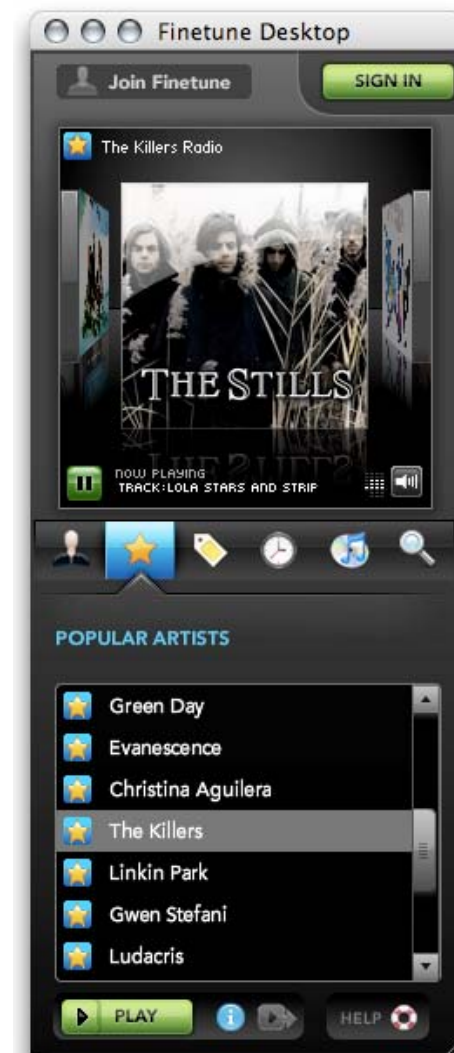 Finetune Desktop
Join Finetune
SIGN IN
The Killers Radio
THE STILLS
NOW PLAYING
TRACK:LOLA STARS AND STRIP
POPULAR ARTISTS
Green Day
Evanescence
Christina Aguilera
The Killers
Linkin Park
Gwen Stefani
Ludacris
PLAY
HELP